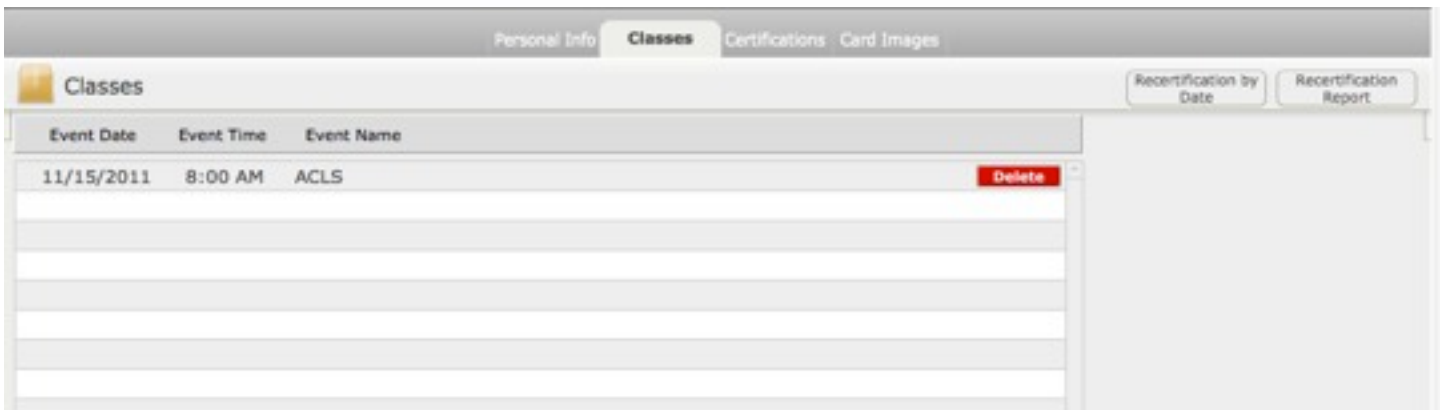 Personal Info Classes Certifications Card Images
Classes
Recertification by Date
Recertification Report
Event Date Event Time Event Name
11/15/2011 8:00 AM ACLS Delete